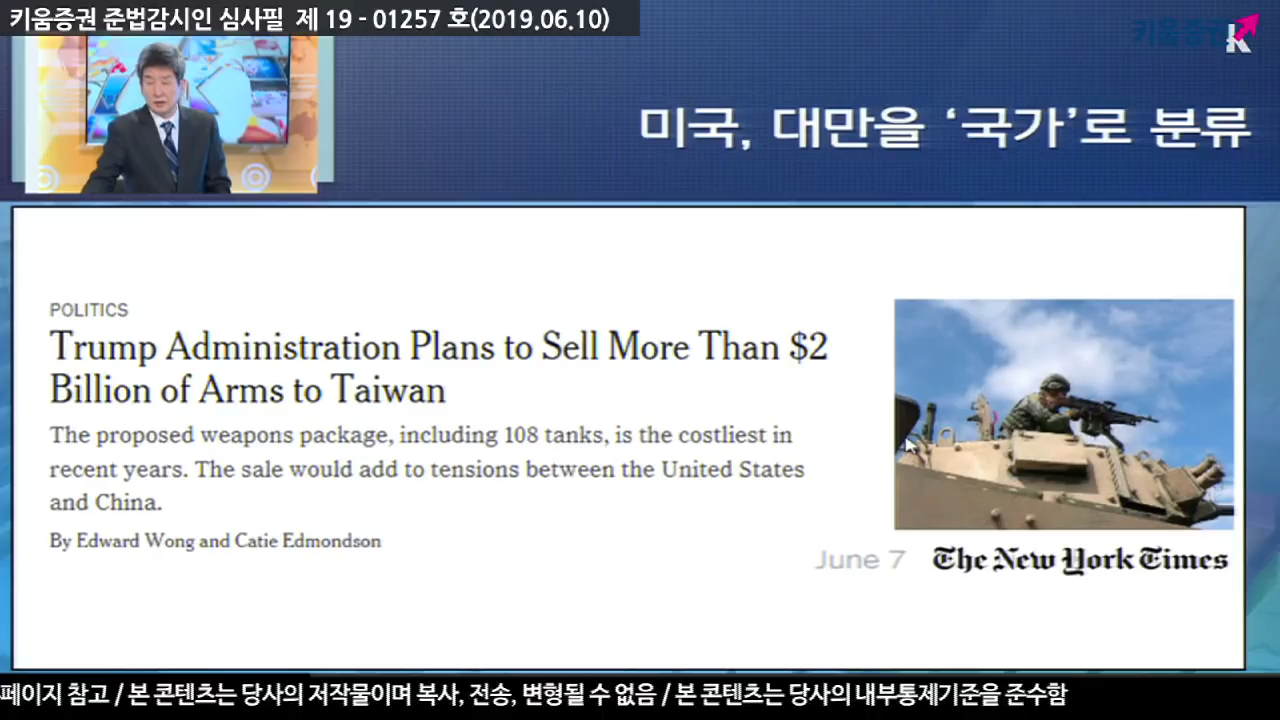 키움증권 준법감시인 심사필 제 19 - 01257 호(2019.06.10)
키움증권
미국, 대만을 ‘국가’로 분류
POLITICS
Trump Administration Plans to Sell More Than $2
Billion of Arms to Taiwan
The proposed weapons package, including 108 tanks, is the costliest in
recent years. The sale would add to tensions between the United States
and China.
By Edward Wong and Catie Edmondson
June 7 The New York Times
페이지 참고 / 본 콘텐츠는 당사의 저작물이며 복사, 전송, 변형될 수 없음 / 본 콘텐츠는 당사의 내부통제기준을 준수함